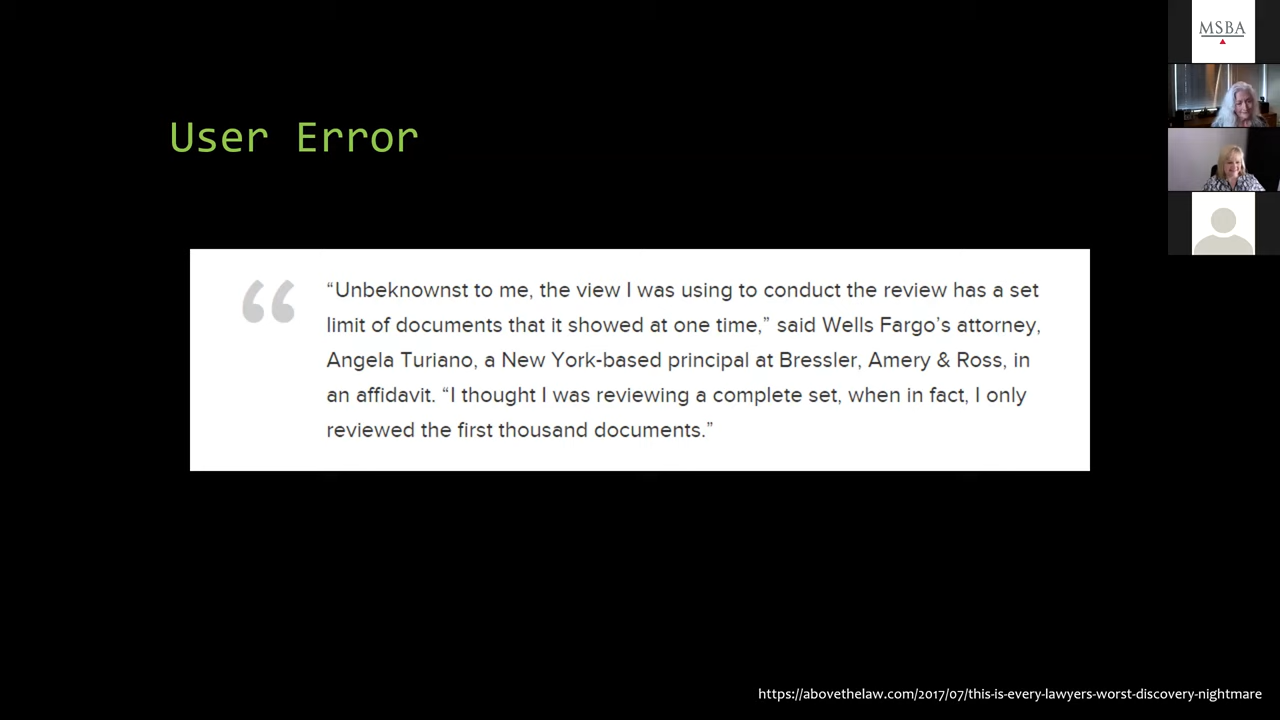 MSBA
User Error
“Unbeknownst to me, the view I was using to conduct the review has a set
limit of documents that it showed at one time,” said Wells Fargo’s attorney,
Angela Turiano, a New York-based principal at Bressler, Amery & Ross, in
an affidavit. “I thought I was reviewing a complete set, when in fact, I only
reviewed the first thousand documents.”
https://abovethelaw.com/2017/07/this-is-every-lawyers-worst-discovery-nightmare